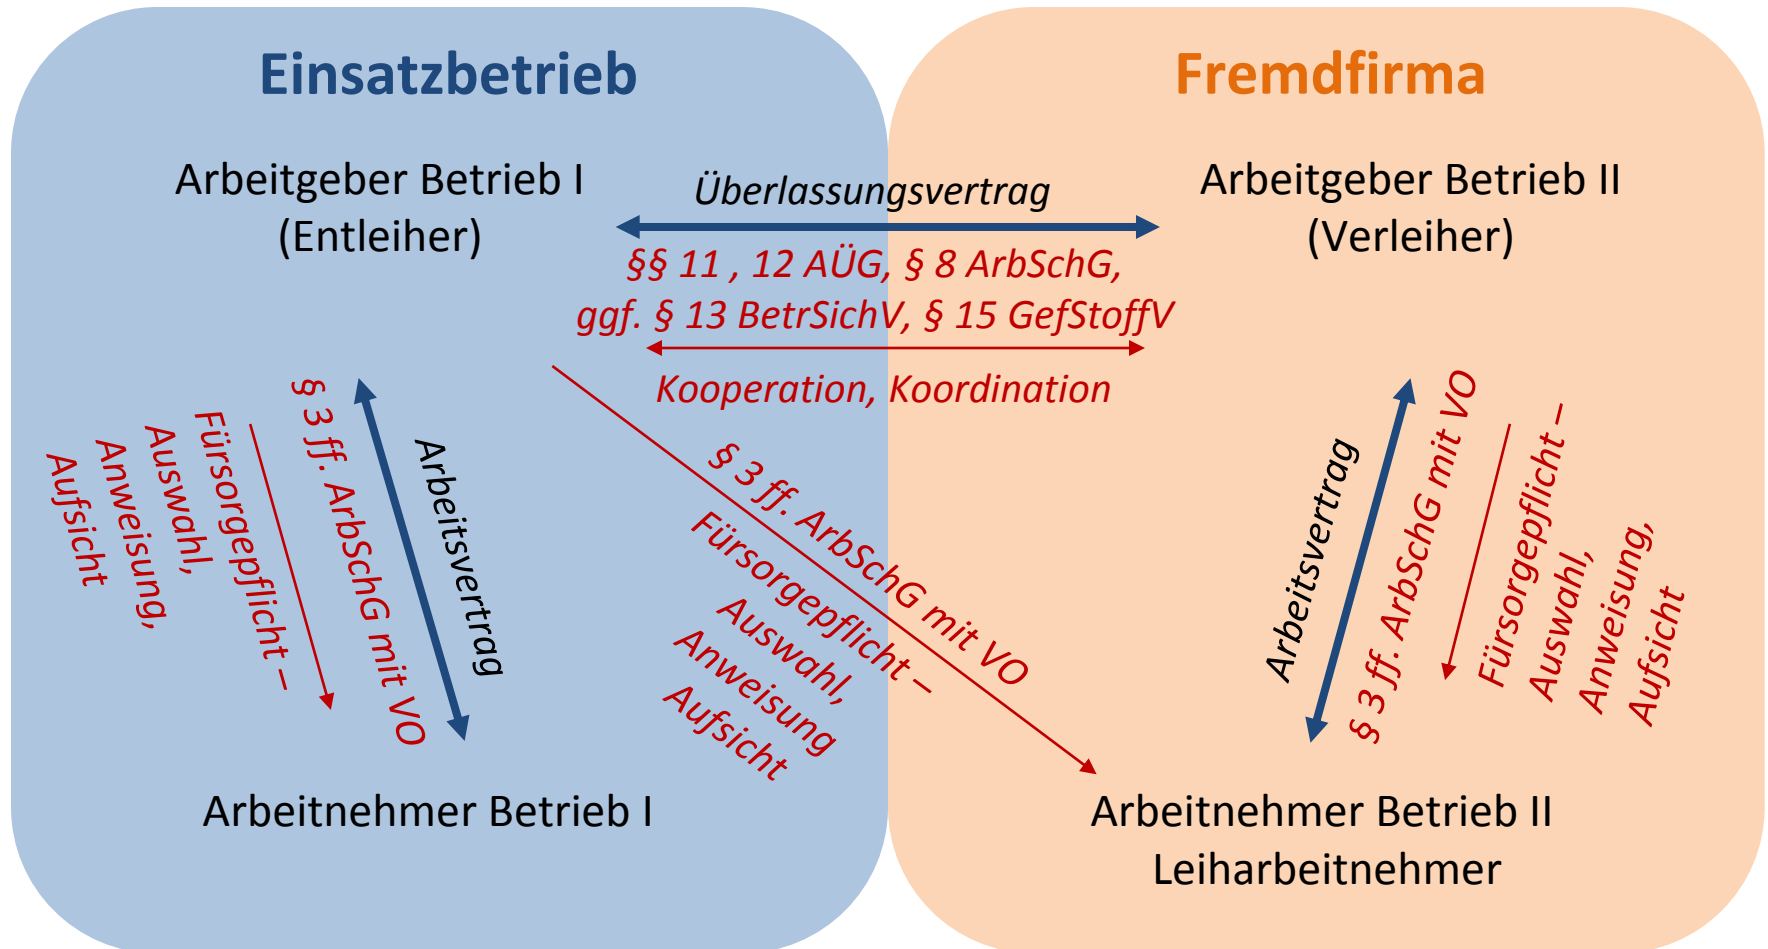 Einsatzbetrieb
Fremdfirma
Arbeitgeber Betrieb I
(Entleiher)
Überlassungsvertrag
Arbeitgeber Betrieb II
(Verleiher)
§§ 11 , 12 AÜG, § 8 ArbSchG,
ggf. § 13 BetrSichV, § 15 GefStoffV
Kooperation, Koordination
Fürsorgepflicht –
Auswahl,
Anweisung,
Aufsicht
§ 3 ff. ArbSchG mit VO
Arbeitsvertrag
§ 3 ff. ArbSchG mit VO
Fürsorgepflicht –
Auswahl,
Anweisung
Aufsicht
Arbeitsvertrag
§ 3 ff. ArbSchG mit VO
Fürsorgepflicht –
Auswahl,
Anweisung,
Aufsicht
Arbeitnehmer Betrieb I
Arbeitnehmer Betrieb II
Leiharbeitnehmer